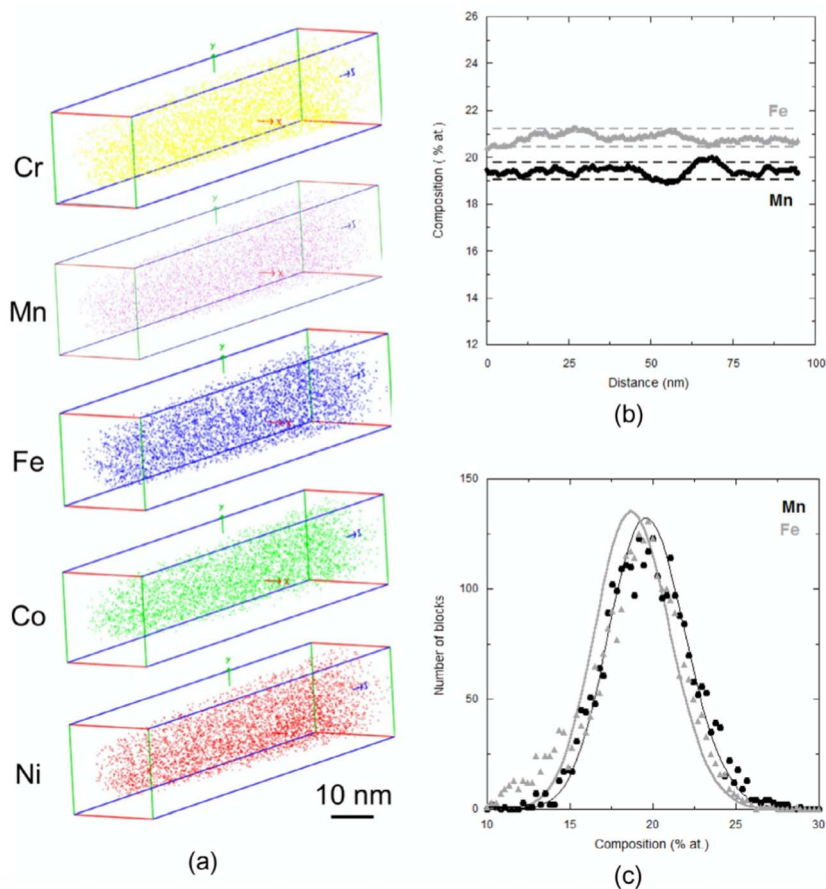 Cr
y
x
Mn
y
x
Fe
y
x
Co
y
x
Ni
y
x
10 nm
(a)
26
24
22
20
18
16
14
12
Composition ( % at.)
Fe
Mn
0
25
50
75
100
Distance (nm)
(b)
150
100
50
0
Number of blocks
Mn
Fe
10
15
20
25
30
Composition (% at.)
(c)